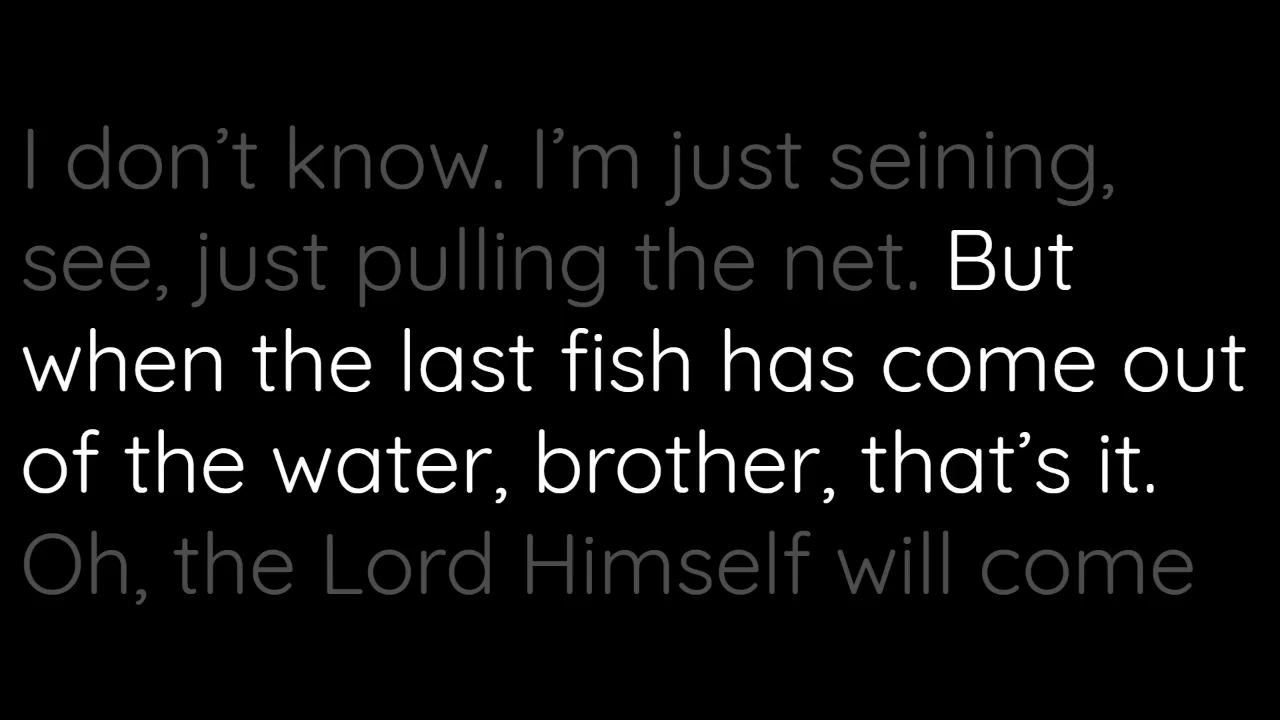 I don’t know. I’m just seining,
see, just pulling the net. But
when the last fish has come out
of the water, brother, that’s it.
Oh, the Lord Himself will come